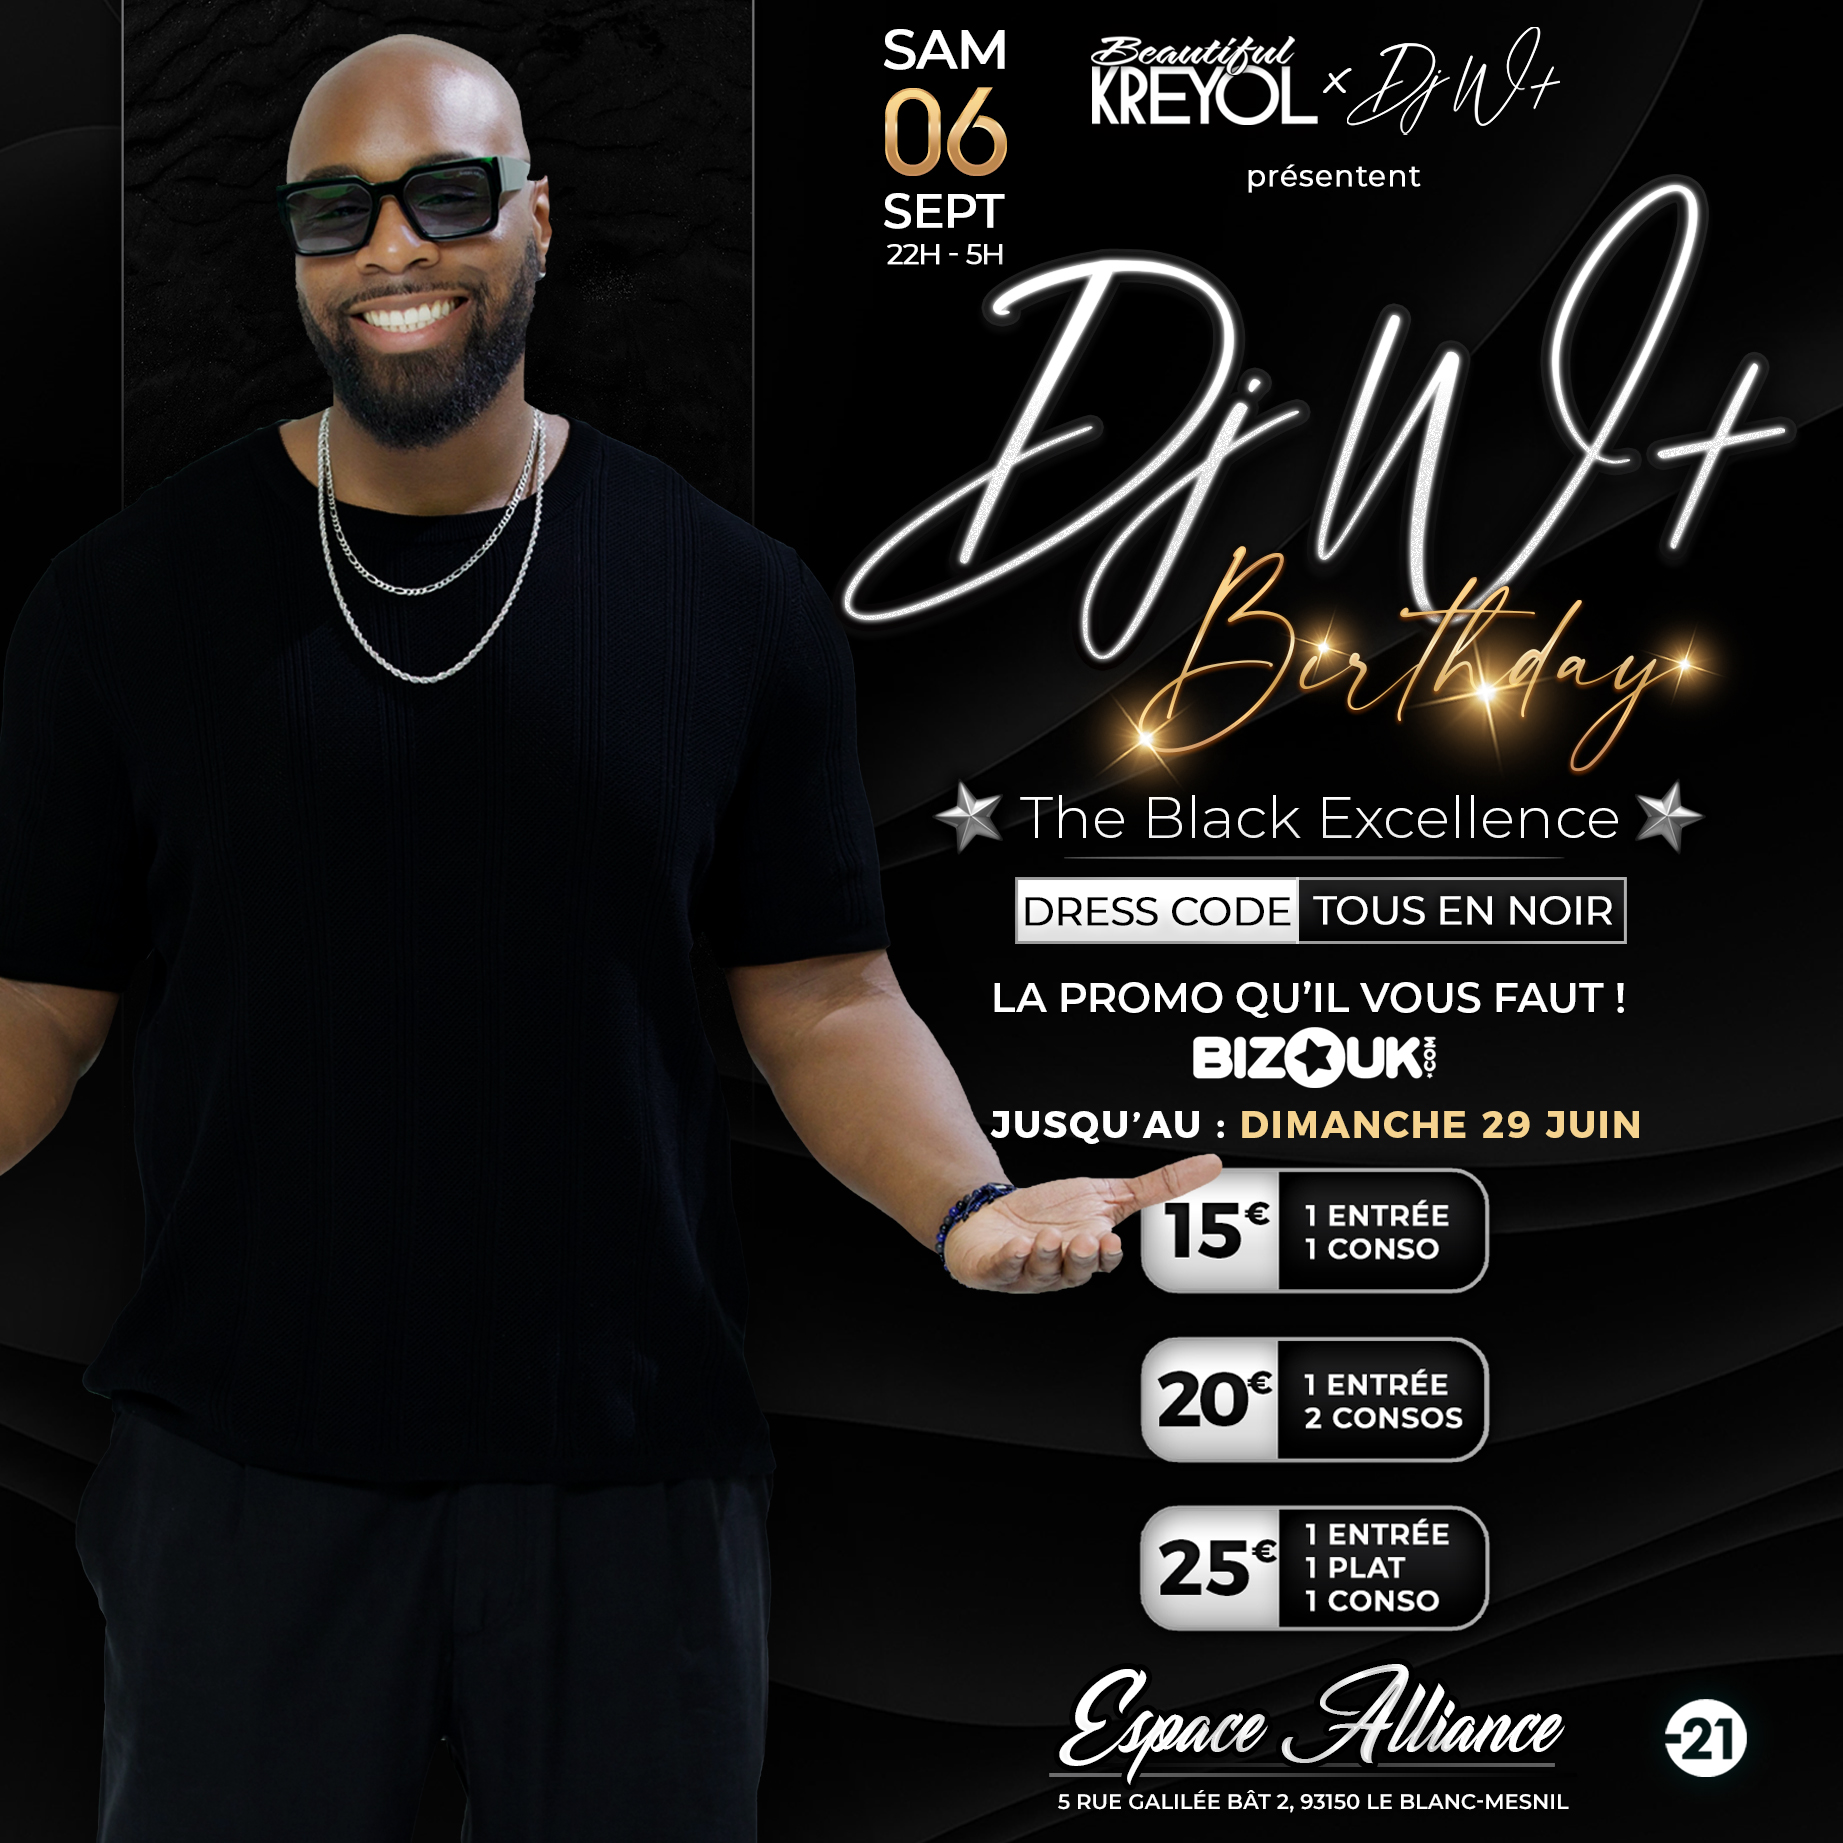 SAM
06
SEPT
22H - 5H
Beautiful
KREYOL x Dj W+
présentent
Dj W+
Birthday
The Black Excellence
DRESS CODE TOUS EN NOIR
LA PROMO QU'IL VOUS FAUT !
BIZOUK.COM
JUSQU'AU : DIMANCHE 29 JUIN
15€
1 ENTRÉE
1 CONSO
20€
1 ENTRÉE
2 CONSOS
25€
1 ENTRÉE
1 PLAT
1 CONSO
Espace Alliance
5 RUE GALILÉE BÂT 2, 93150 LE BLANC-MESNIL
-21